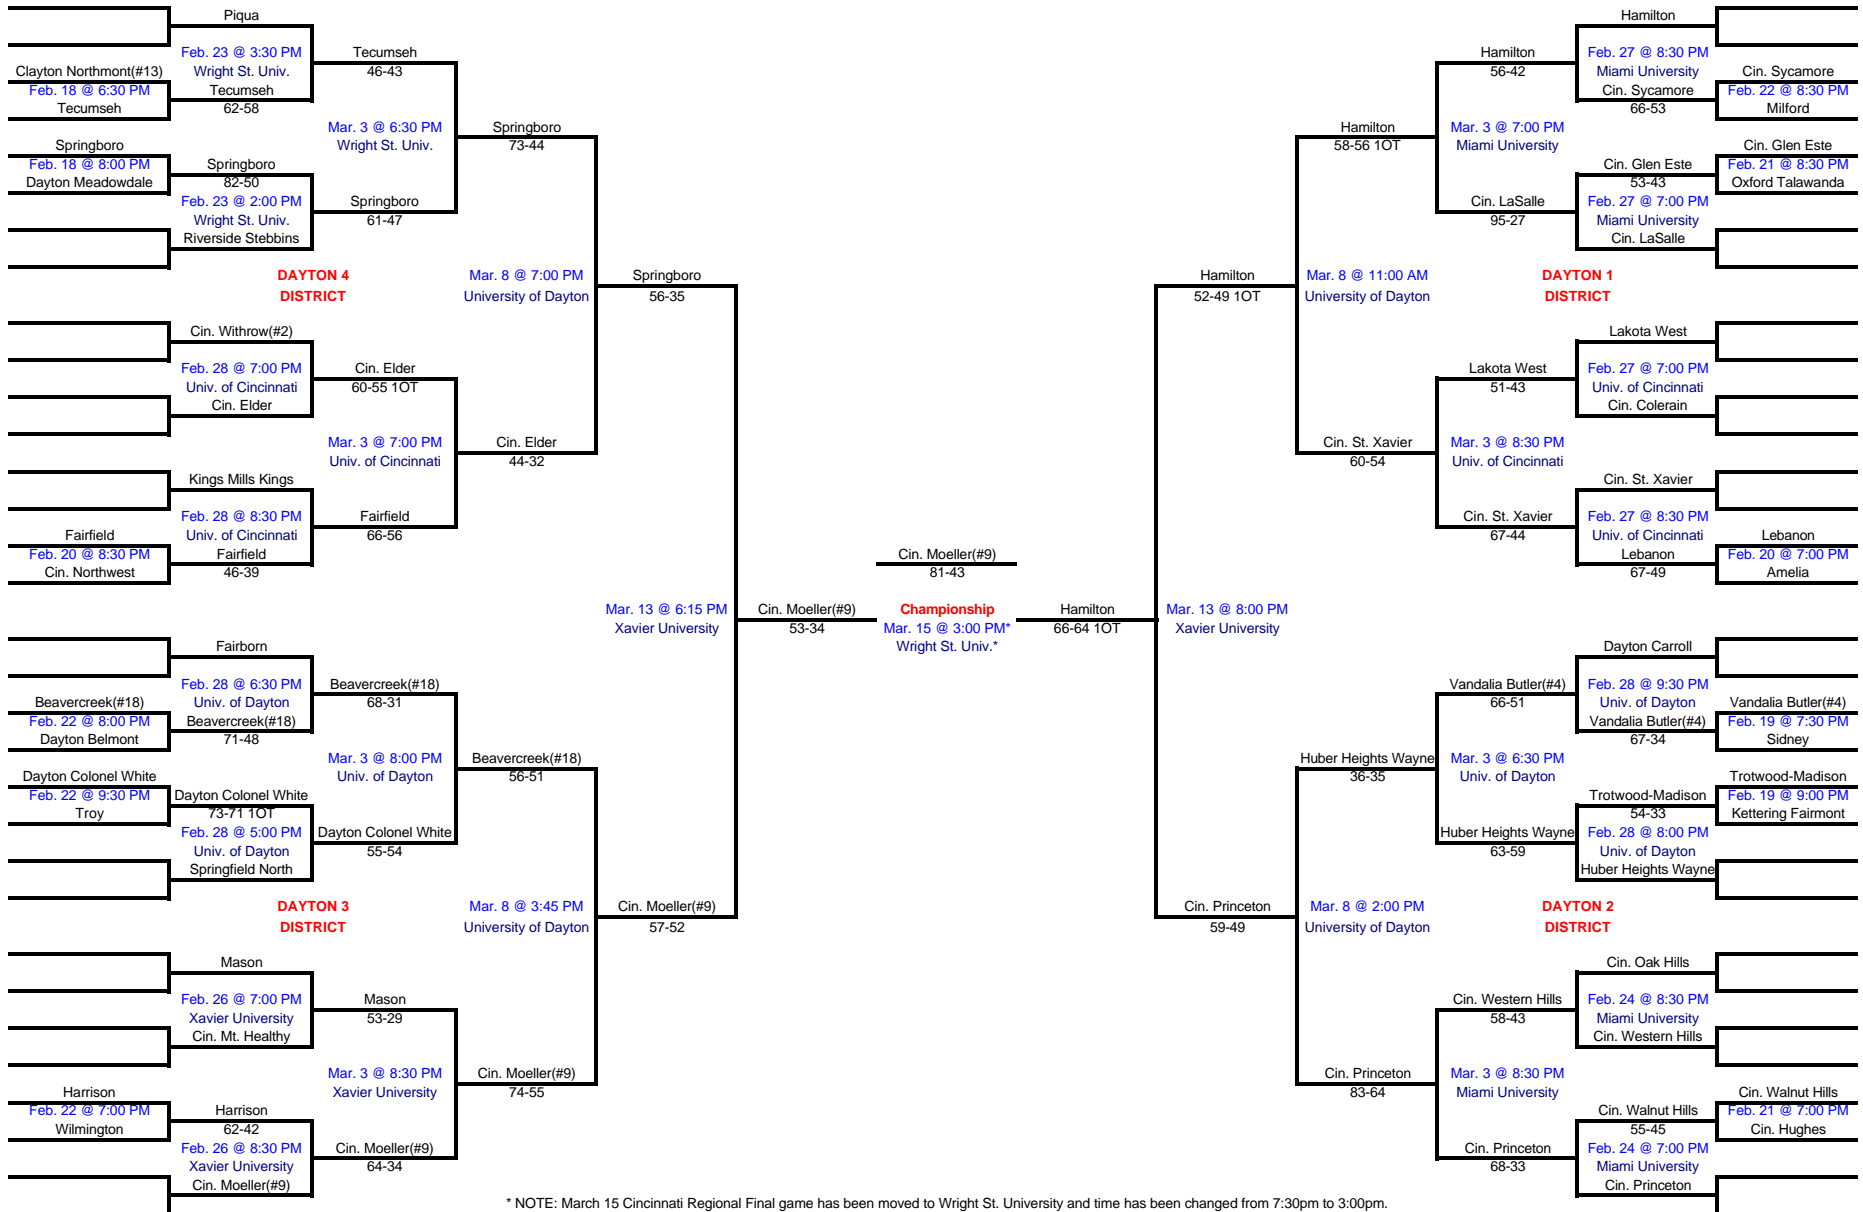 Piqua
Feb. 23 @ 3:30 PM
Wright St. Univ.
Clayton Northmont(#13)
Feb. 18 @ 6:30 PM
Tecumseh
Tecumseh
62-58
Tecumseh
46-43
Mar. 3 @ 6:30 PM
Wright St. Univ.
Springboro
Feb. 18 @ 8:00 PM
Dayton Meadowdale
Springboro
82-50
Feb. 23 @ 2:00 PM
Wright St. Univ.
Riverside Stebbins
Springboro
61-47
Springboro
73-44
DAYTON 4
DISTRICT
Mar. 8 @ 7:00 PM
University of Dayton
Springboro
56-35
Cin. Withrow(#2)
Feb. 28 @ 7:00 PM
Univ. of Cincinnati
Cin. Elder
Cin. Elder
60-55 1OT
Mar. 3 @ 7:00 PM
Univ. of Cincinnati
Cin. Elder
44-32
Kings Mills Kings
Feb. 28 @ 8:30 PM
Univ. of Cincinnati
Fairfield
Feb. 20 @ 8:30 PM
Cin. Northwest
Fairfield
46-39
Fairfield
66-56
Mar. 13 @ 6:15 PM
Xavier University
Cin. Moeller(#9)
53-34
Fairborn
Feb. 28 @ 6:30 PM
Univ. of Dayton
Beavercreek(#18)
Feb. 22 @ 8:00 PM
Dayton Belmont
Beavercreek(#18)
71-48
Beavercreek(#18)
68-31
Mar. 3 @ 8:00 PM
Univ. of Dayton
Beavercreek(#18)
56-51
Dayton Colonel White
Feb. 22 @ 9:30 PM
Troy
Dayton Colonel White
73-71 1OT
Feb. 28 @ 5:00 PM
Univ. of Dayton
Springfield North
Dayton Colonel White
55-54
DAYTON 3
DISTRICT
Mar. 8 @ 3:45 PM
University of Dayton
Cin. Moeller(#9)
57-52
Mason
Feb. 26 @ 7:00 PM
Xavier University
Cin. Mt. Healthy
Mason
53-29
Mar. 3 @ 8:30 PM
Xavier University
Cin. Moeller(#9)
74-55
Harrison
Feb. 22 @ 7:00 PM
Wilmington
Harrison
62-42
Feb. 26 @ 8:30 PM
Xavier University
Cin. Moeller(#9)
Cin. Moeller(#9)
64-34
Cin. Moeller(#9)
81-43
Championship
Mar. 15 @ 3:00 PM*
Wright St. Univ.*
Hamilton
66-64 1OT
Mar. 13 @ 8:00 PM
Xavier University
Hamilton
Hamilton
56-42
Feb. 27 @ 8:30 PM
Miami University
Cin. Sycamore
66-53
Cin. Sycamore
Feb. 22 @ 8:30 PM
Milford
Hamilton
58-56 1OT
Mar. 3 @ 7:00 PM
Miami University
Cin. Glen Este
53-43
Cin. Glen Este
Feb. 21 @ 8:30 PM
Oxford Talawanda
Cin. LaSalle
95-27
Feb. 27 @ 7:00 PM
Miami University
Cin. LaSalle
Hamilton
52-49 1OT
Mar. 8 @ 11:00 AM
University of Dayton
DAYTON 1
DISTRICT
Lakota West
Lakota West
51-43
Feb. 27 @ 7:00 PM
Univ. of Cincinnati
Cin. Colerain
Cin. St. Xavier
60-54
Mar. 3 @ 8:30 PM
Univ. of Cincinnati
Cin. St. Xavier
Cin. St. Xavier
67-44
Feb. 27 @ 8:30 PM
Univ. of Cincinnati
Lebanon
67-49
Lebanon
Feb. 20 @ 7:00 PM
Amelia
Dayton Carroll
Vandalia Butler(#4)
66-51
Feb. 28 @ 9:30 PM
Univ. of Dayton
Vandalia Butler(#4)
67-34
Vandalia Butler(#4)
Feb. 19 @ 7:30 PM
Sidney
Huber Heights Wayne
36-35
Mar. 3 @ 6:30 PM
Univ. of Dayton
Trotwood-Madison
54-33
Trotwood-Madison
Feb. 19 @ 9:00 PM
Kettering Fairmont
Huber Heights Wayne
63-59
Feb. 28 @ 8:00 PM
Univ. of Dayton
Huber Heights Wayne
Cin. Princeton
59-49
Mar. 8 @ 2:00 PM
University of Dayton
DAYTON 2
DISTRICT
Cin. Oak Hills
Cin. Western Hills
58-43
Feb. 24 @ 8:30 PM
Miami University
Cin. Western Hills
Cin. Princeton
83-64
Mar. 3 @ 8:30 PM
Miami University
Cin. Walnut Hills
55-45
Cin. Walnut Hills
Feb. 21 @ 7:00 PM
Cin. Hughes
Cin. Princeton
68-33
Feb. 24 @ 7:00 PM
Miami University
Cin. Princeton
* NOTE: March 15 Cincinnati Regional Final game has been moved to Wright St. University and time has been changed from 7:30pm to 3:00pm.